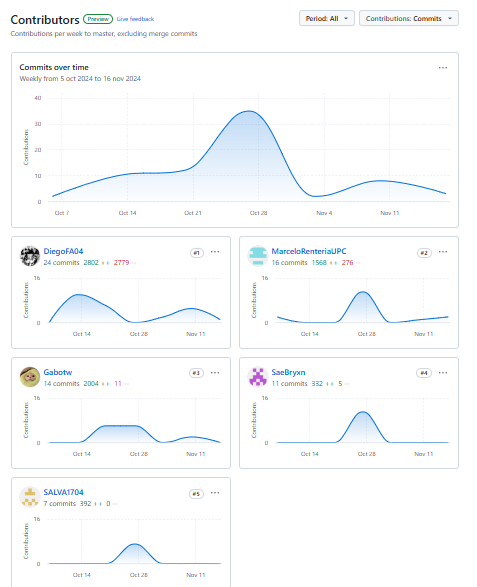 Contributors Preview Give feedback
Period: All
Contributions: Commits
Contributions per week to master, excluding merge commits
Commits over time
Weekly from 5 oct 2024 to 16 nov 2024
Contributions
40
30
20
10
0
Oct 7 Oct 14 Oct 21 Oct 28 Nov 4 Nov 11
DiegoFA04 #1
24 commits 2802 ++ 2779 --
Contributions
16
0
Oct 14 Oct 28 Nov 11
MarceloRenteriaUPC #2
16 commits 1568 ++ 276 --
Contributions
16
0
Oct 14 Oct 28 Nov 11
Gabotw #3
14 commits 2004 ++ 11 --
Contributions
16
0
Oct 14 Oct 28 Nov 11
SaeBryxn #4
11 commits 332 ++ 5 --
Contributions
16
0
Oct 14 Oct 28 Nov 11
SALVA1704 #5
7 commits 392 ++ 0 --
Contributions
16
0
Oct 14 Oct 28 Nov 11